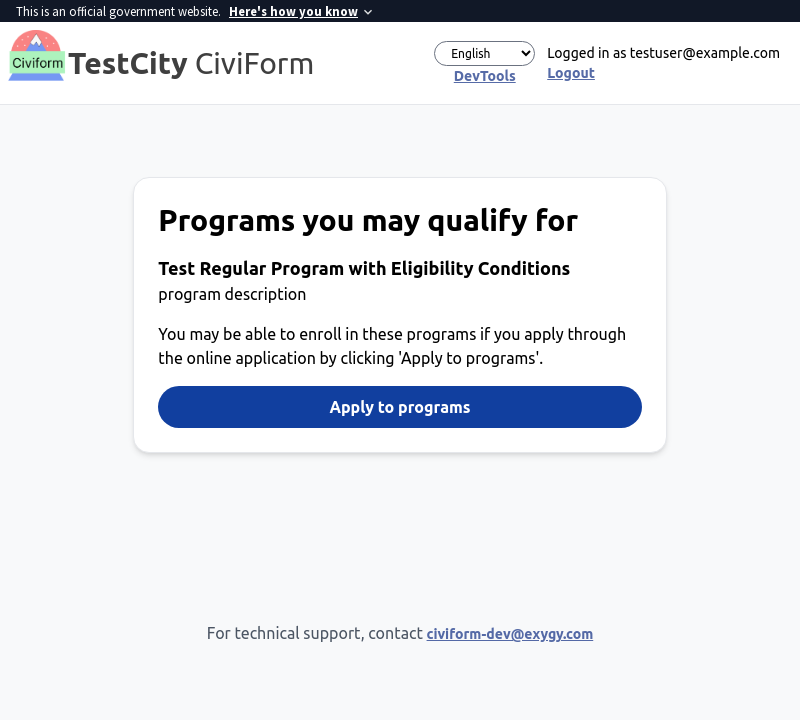 This is an official government website. Here's how you know
Civiform
TestCity CiviForm
English
Logged in as testuser@example.com
DevTools
Logout
Programs you may qualify for
Test Regular Program with Eligibility Conditions
program description
You may be able to enroll in these programs if you apply through
the online application by clicking 'Apply to programs'.
Apply to programs
For technical support, contact civiform-dev@exygy.com